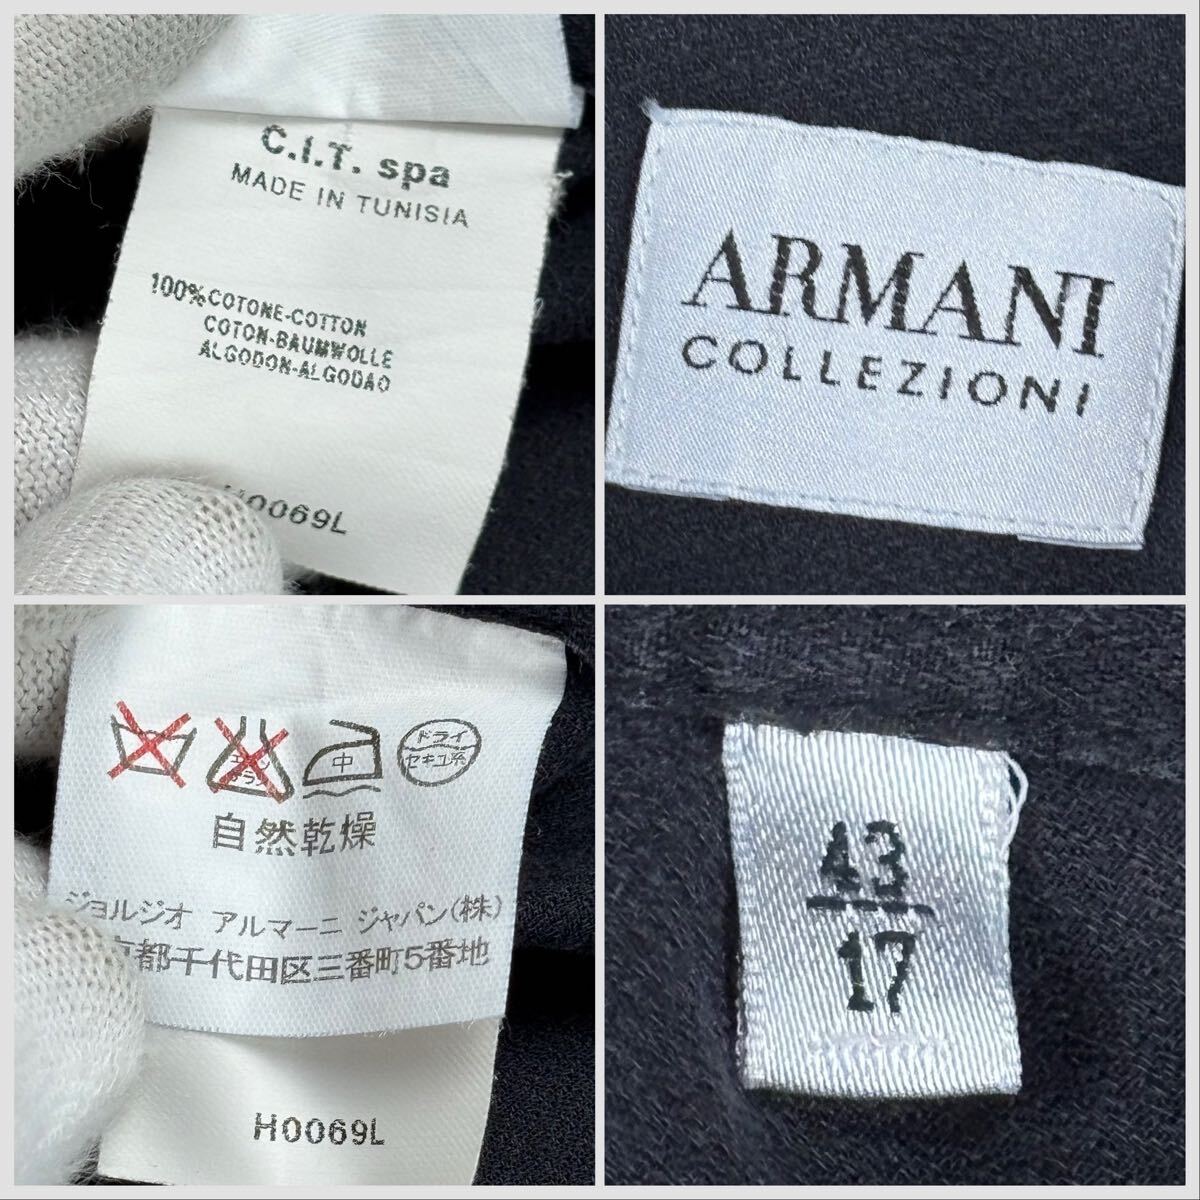 C.I.T. spa
MADE IN TUNISIA
100%COTONE-COTTON
COTON-BAUMWOLLE
ALGODON-ALGODAO
H0069L
ARMANI
COLLEZIONI
中
ドライ
セキユ系
自然乾燥
ジョルジオ アルマーニ ジャパン(株)
京都千代田区三番町5番地
H0069L
43
17